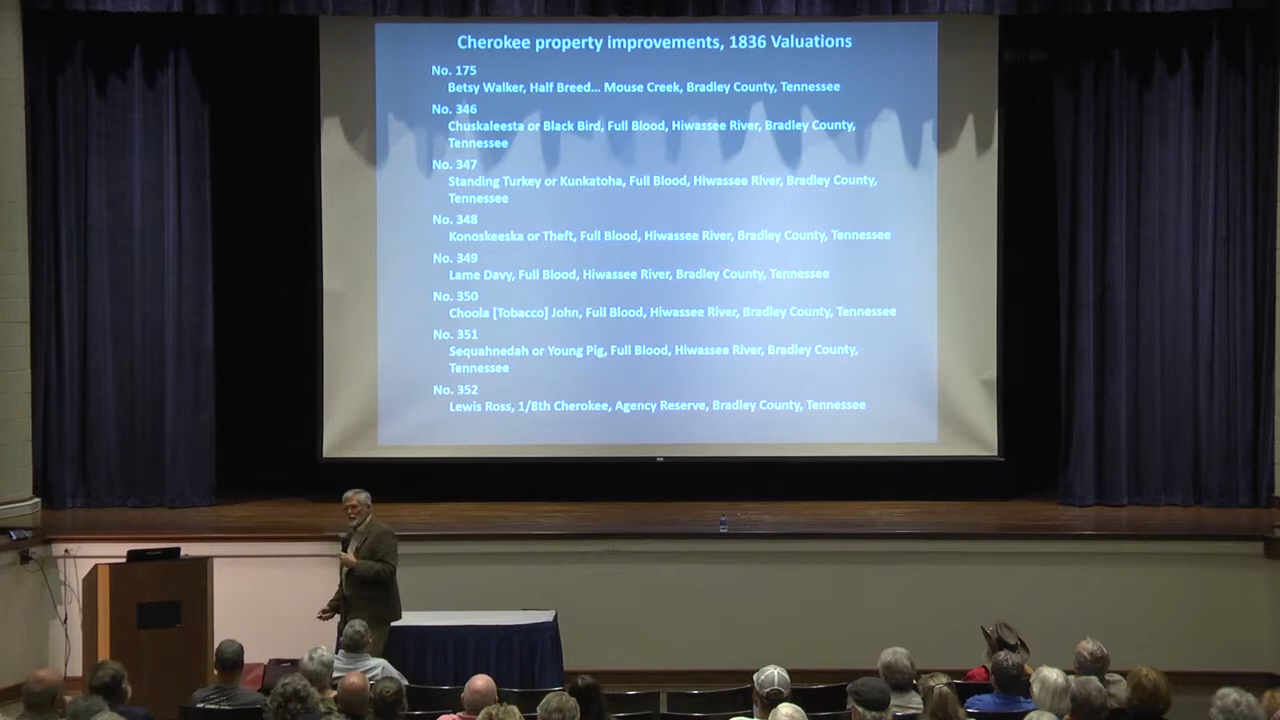 Cherokee property improvements, 1836 Valuations
No. 175
Betsy Walker, Half Breed... Mouse Creek, Bradley County, Tennessee
No. 346
Chuskaleesta or Black Bird, Full Blood, Hiwassee River, Bradley County,
Tennessee
No. 347
Standing Turkey or Kunkatoha, Full Blood, Hiwassee River, Bradley County,
Tennessee
No. 348
Konoskeeska or Theft, Full Blood, Hiwassee River, Bradley County, Tennessee
No. 349
Lame Davy, Full Blood, Hiwassee River, Bradley County, Tennessee
No. 350
Choola [Tobacco] John, Full Blood, Hiwassee River, Bradley County, Tennessee
No. 351
Sequahnedah or Young Pig, Full Blood, Hiwassee River, Bradley County,
Tennessee
No. 352
Lewis Ross, 1/8th Cherokee, Agency Reserve, Bradley County, Tennessee